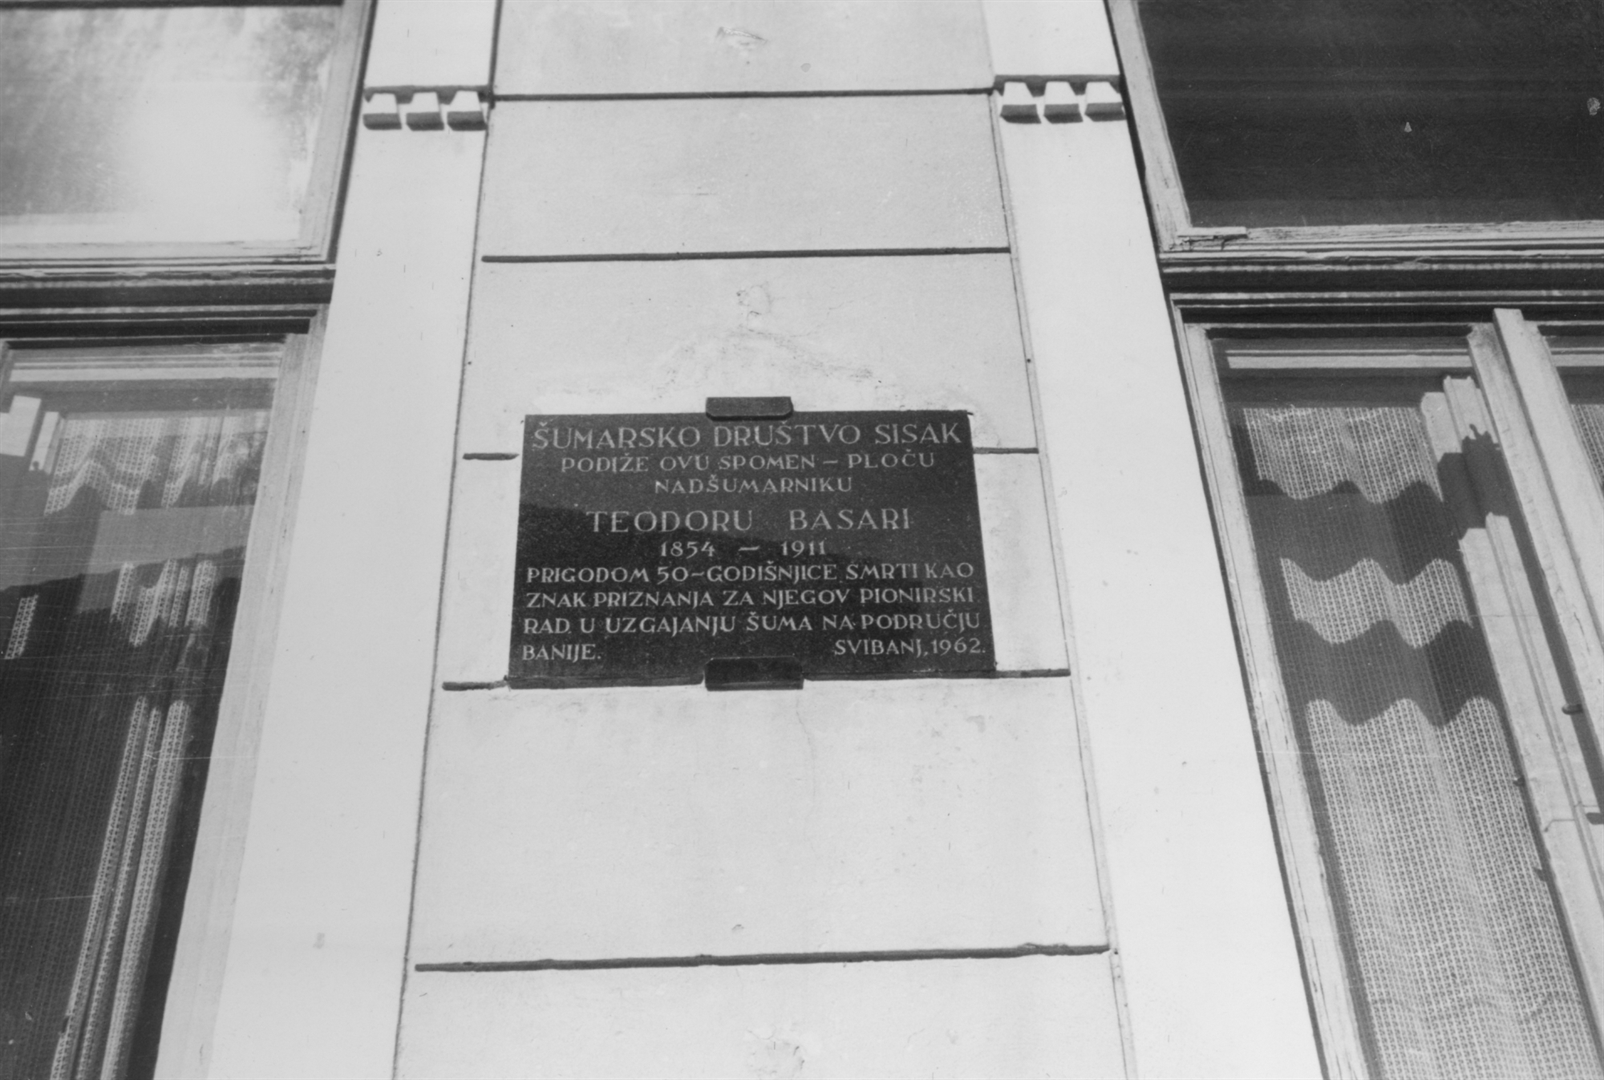 ŠUMARSKO DRUŠTVO SISAK
PODIŽE OVU SPOMEN – PLOČU
NADŠUMARNIKU
TEODORU BASARI
1854 – 1911
PRIGODOM 50-GODIŠNJICE SMRTI KAO
ZNAK PRIZNANJA ZA NJEGOV PIONIRSKI
RAD U UZGAJANJU ŠUMA NA PODRUČJU
BANIJE. SVIBANJ, 1962.